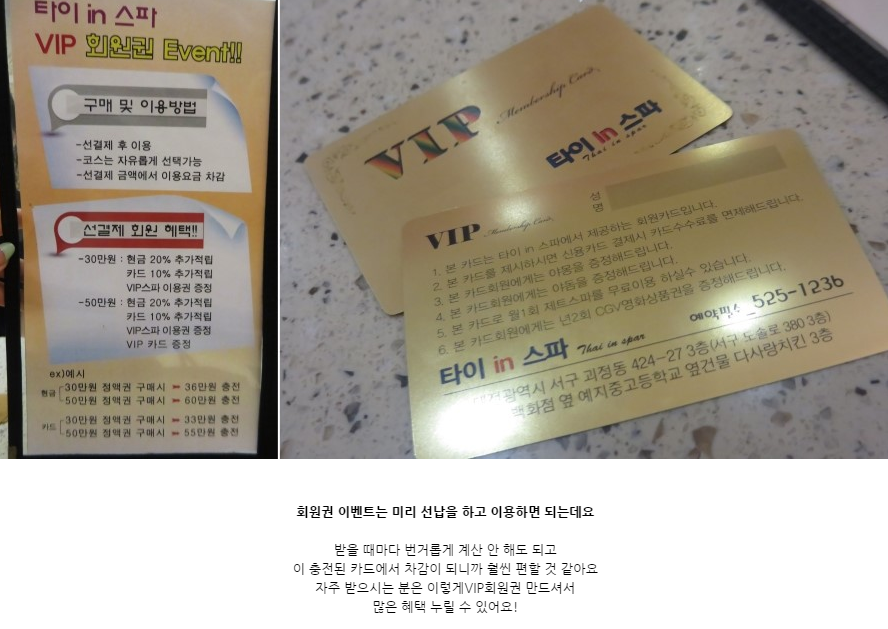 타이 in 스파
VIP 회원권 Event!!
구매 및 이용방법
-선결제 후 이용
-코스는 자유롭게 선택가능
-선결제 금액에서 이용요금 차감
선결제 회원 혜택!!
-30만원 : 현금 20% 추가적립
카드 10% 추가적립
VIP스파 이용권 증정
-50만원 : 현금 20% 추가적립
카드 10% 추가적립
VIP스파 이용권 증정
VIP 카드 증정
ex)예시
현금
30만원 정액권 구매시 ➡ 36만원 충전
50만원 정액권 구매시 ➡ 60만원 충전
카드
30만원 정액권 구매시 ➡ 33만원 충전
50만원 정액권 구매시 ➡ 55만원 충전
VIP Membership Card
타이 in 스파
Thai in spar
성명
VIP Membership Card
1. 본 카드는 타이 in 스파에서 제공하는 회원카드입니다.
2. 본 카드를 제시하시면 신용카드 결제시 카드수수료를 면제해드립니다.
3. 본 카드회원에게는 야몽을 증정해드립니다.
4. 본 카드회원에게는 야동을 증정해드립니다.
5. 본 카드로 월1회 제트스파를 무료이용 하실수 있습니다.
6. 본 카드회원에게는 년2회 CGV영화상품권을 증정해드립니다.
타이 in 스파 Thai in spar
525-1236
대전광역시 서구 괴정동 424-27 3층(서구 도솔로 380 3층)
백화점 옆 예지중고등학교 옆건물 다사랑치킨 3층
회원권 이벤트는 미리 선납을 하고 이용하면 되는데요
받을 때마다 번거롭게 계산 안 해도 되고
이 충전된 카드에서 차감이 되니까 훨씬 편할 것 같아요
자주 받으시는 분은 이렇게VIP회원권 만드셔서
많은 혜택 누릴 수 있어요!